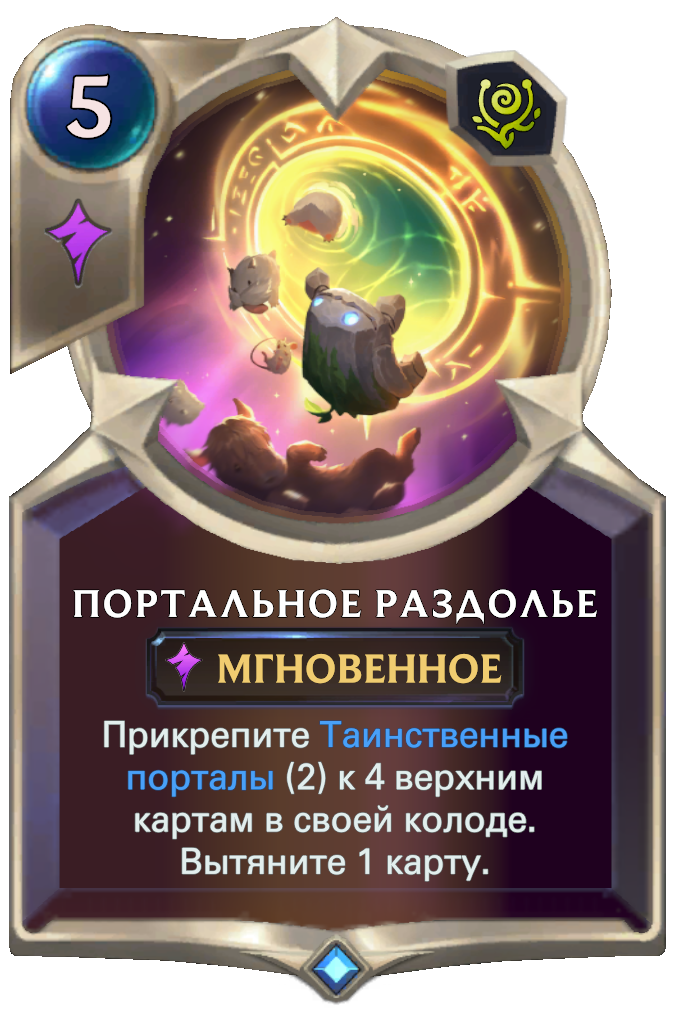 5
ПОРТАЛЬНОЕ РАЗДОЛЬЕ
МГНОВЕННОЕ
Прикрепите Таинственные
порталы (2) к 4 верхним
картам в своей колоде.
Вытяните 1 карту.